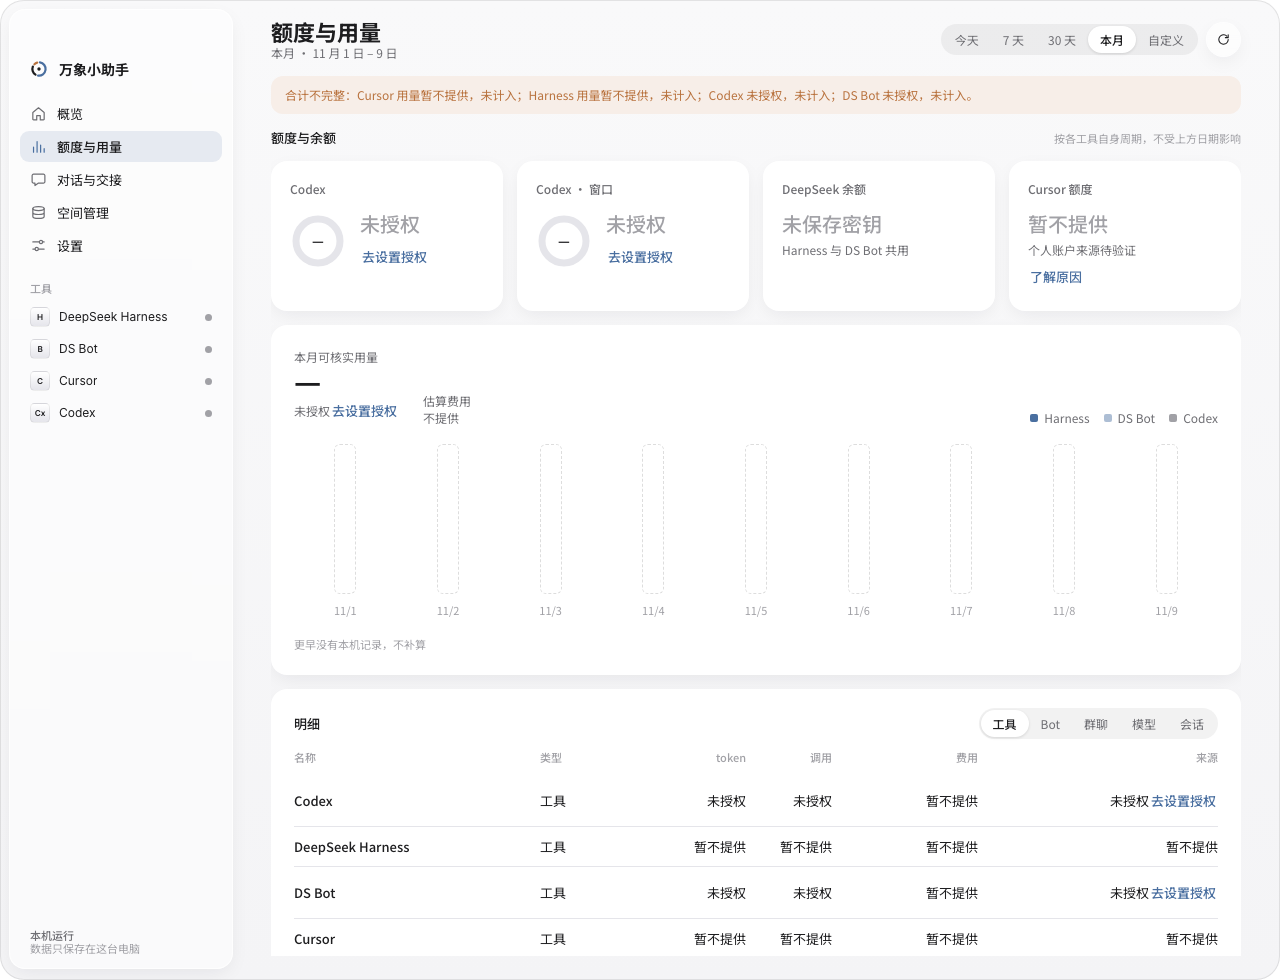 万象小助手
概览
额度与用量
对话与交接
空间管理
设置
工具
H DeepSeek Harness
B DS Bot
C Cursor
Cx Codex
本机运行
数据只保存在这台电脑
额度与用量
本月 · 11 月 1 日 – 9 日
今天 7 天 30 天 本月 自定义
合计不完整：Cursor 用量暂不提供，未计入；Harness 用量暂不提供，未计入；Codex 未授权，未计入；DS Bot 未授权，未计入。
额度与余额
按各工具自身周期，不受上方日期影响
Codex
–
未授权
去设置授权
Codex · 窗口
–
未授权
去设置授权
DeepSeek 余额
未保存密钥
Harness 与 DS Bot 共用
Cursor 额度
暂不提供
个人账户来源待验证
了解原因
本月可核实用量
—
未授权 去设置授权
估算费用
不提供
Harness DS Bot Codex
11/1 11/2 11/3 11/4 11/5 11/6 11/7 11/8 11/9
更早没有本机记录，不补算
明细
工具 Bot 群聊 模型 会话
名称 类型 token 调用 费用 来源
Codex 工具 未授权 未授权 暂不提供 未授权 去设置授权
DeepSeek Harness 工具 暂不提供 暂不提供 暂不提供 暂不提供
DS Bot 工具 未授权 未授权 暂不提供 未授权 去设置授权
Cursor 工具 暂不提供 暂不提供 暂不提供 暂不提供